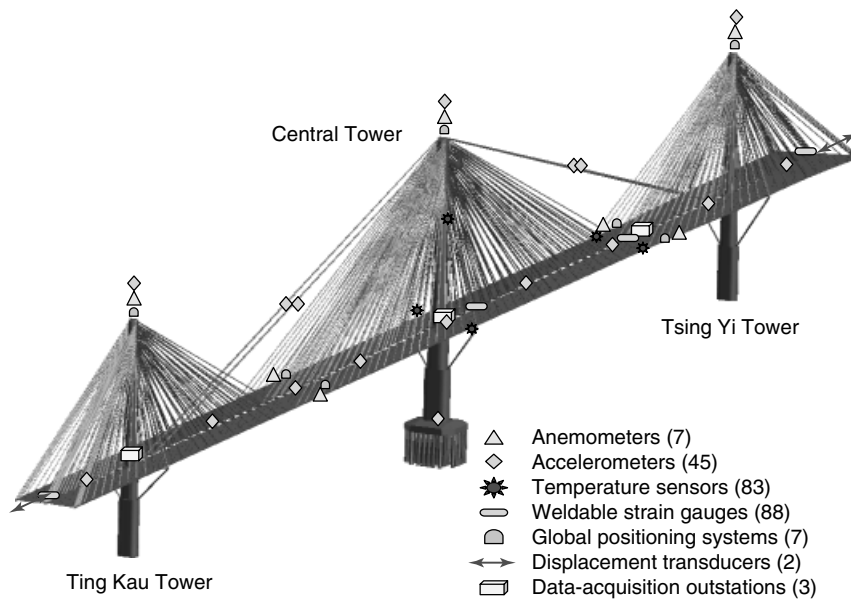 Central Tower
Tsing Yi Tower
Ting Kau Tower
Anemometers (7)
Accelerometers (45)
Temperature sensors (83)
Weldable strain gauges (88)
Global positioning systems (7)
Displacement transducers (2)
Data-acquisition outstations (3)